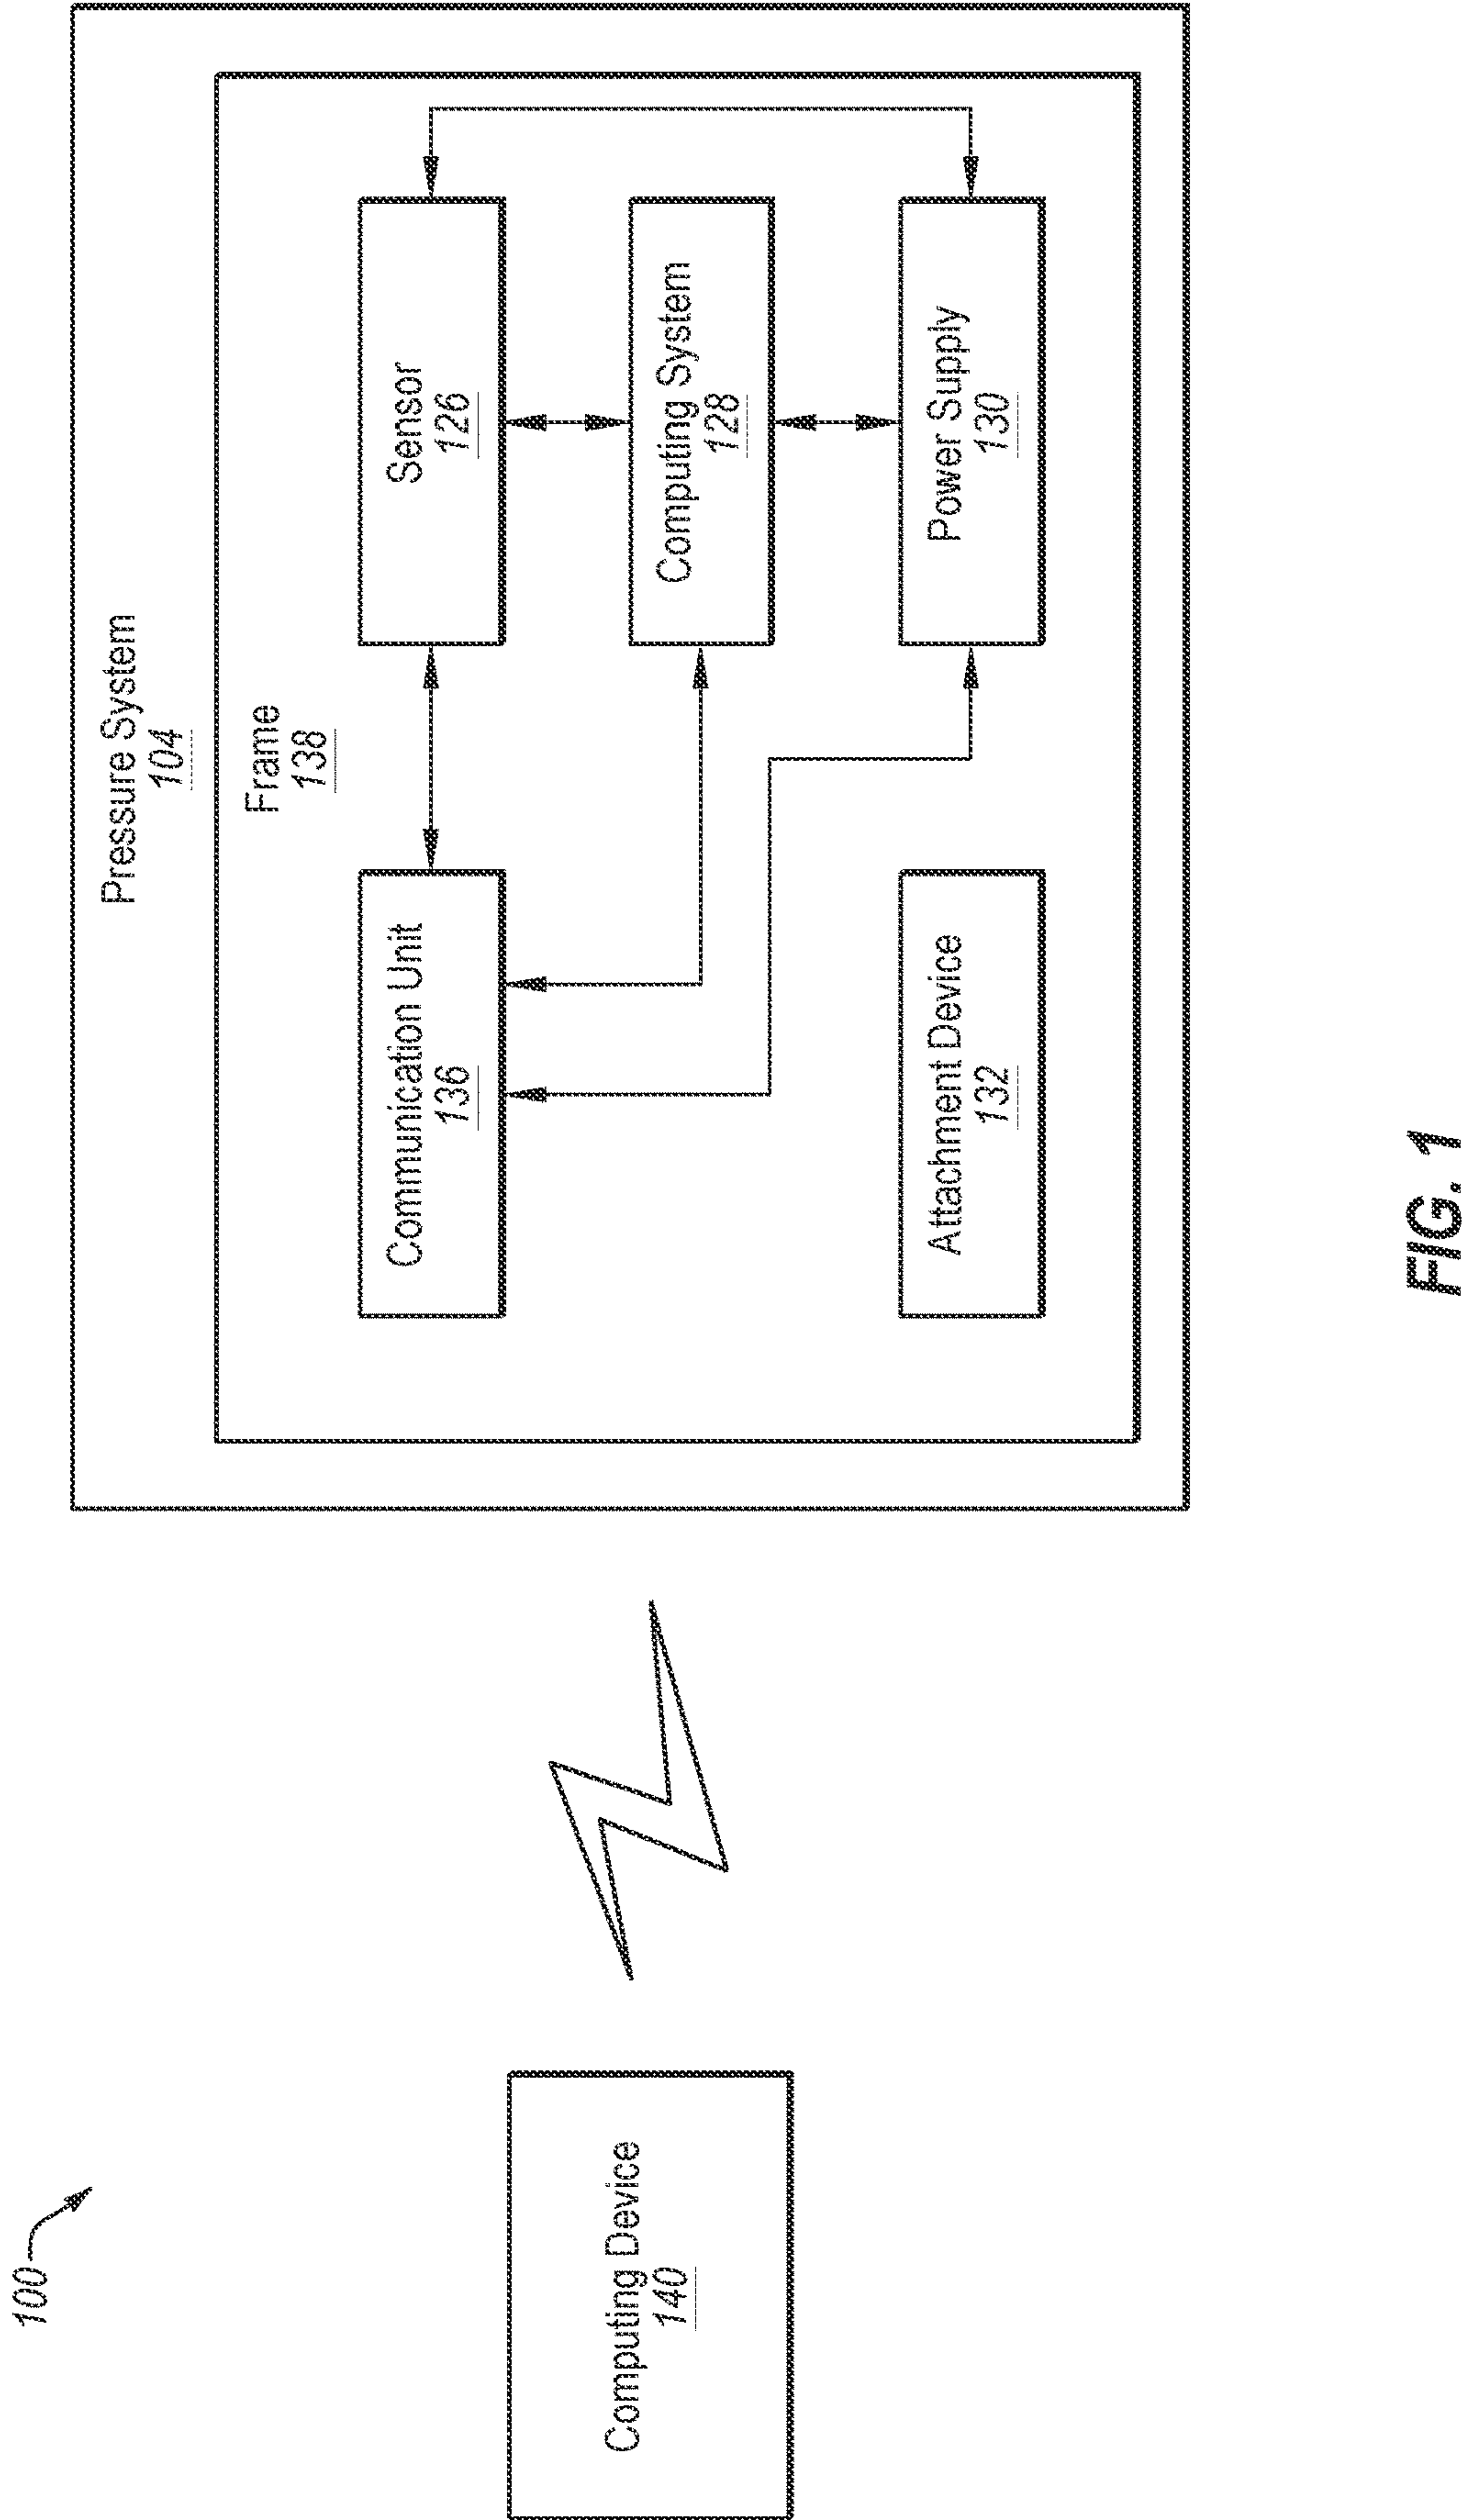 100
Computing Device
140
Pressure System
104
Frame
138
Communication Unit
136
Sensor
126
Computing System
128
Attachment Device
132
Power Supply
130
FIG. 1